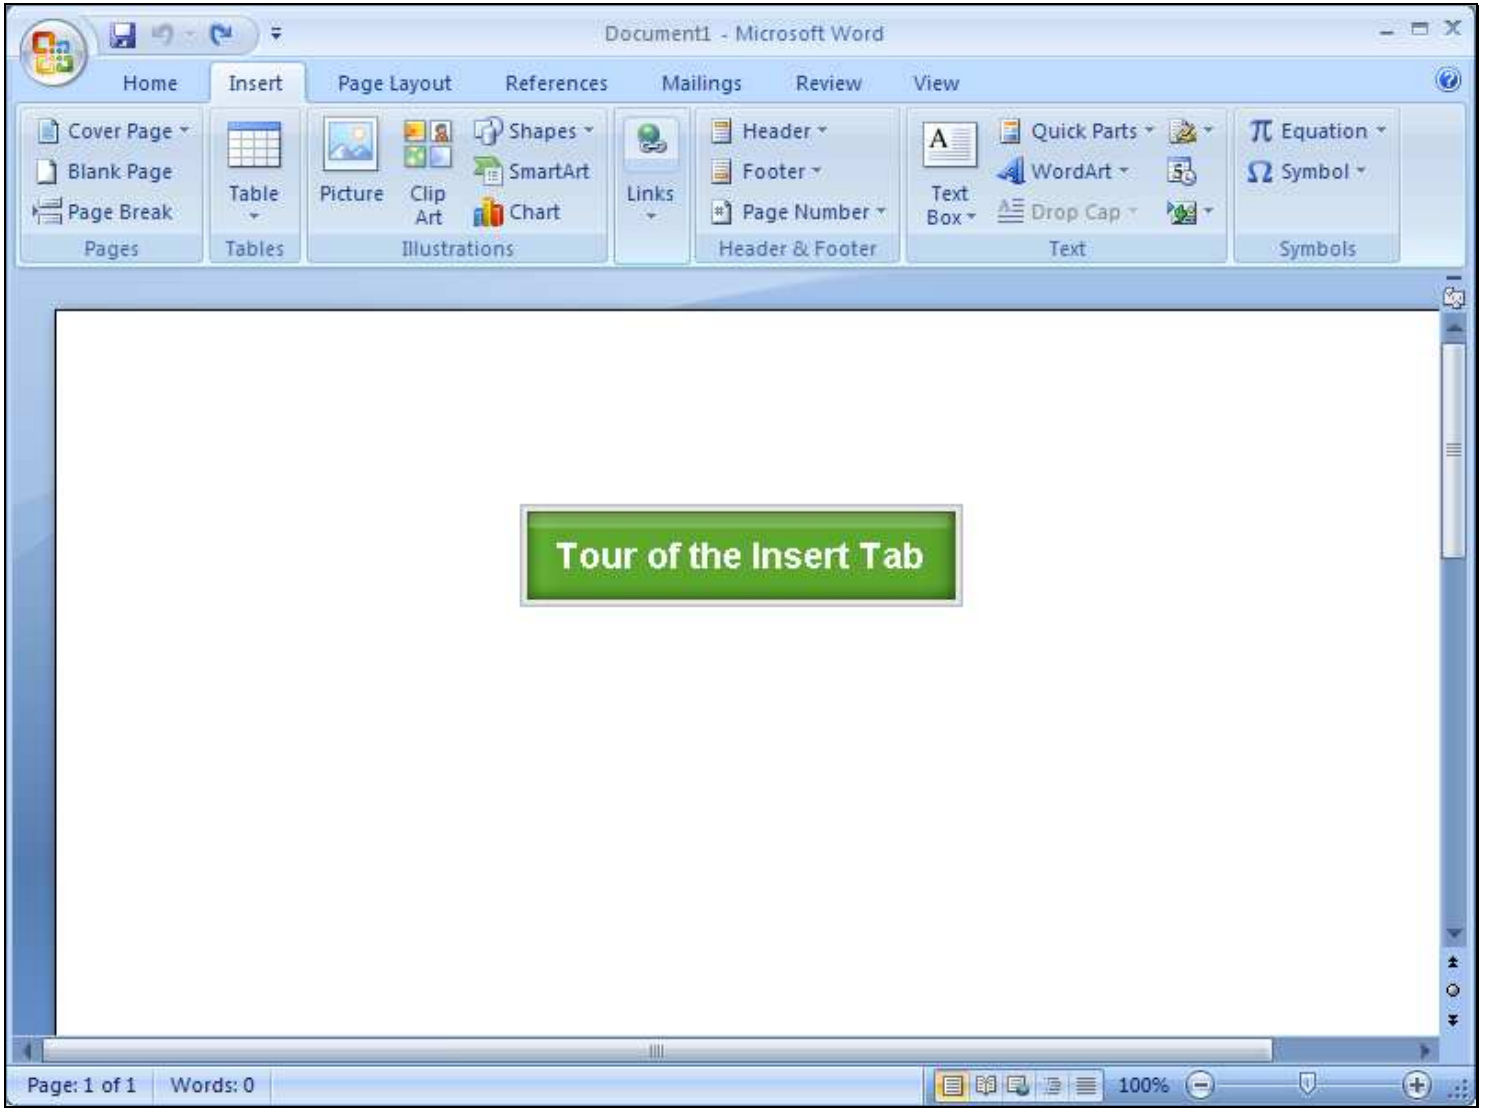 Document1 - Microsoft Word
Home Insert Page Layout References Mailings Review View
Cover Page
Blank Page
Page Break
Pages
Table
Tables
Picture
Clip
Art
Shapes
SmartArt
Chart
Illustrations
Links
Header
Footer
Page Number
Header & Footer
A
Text
Box
Quick Parts
WordArt
Drop Cap
Text
π Equation
Ω Symbol
Symbols
Tour of the Insert Tab
Page: 1 of 1 Words: 0 100%